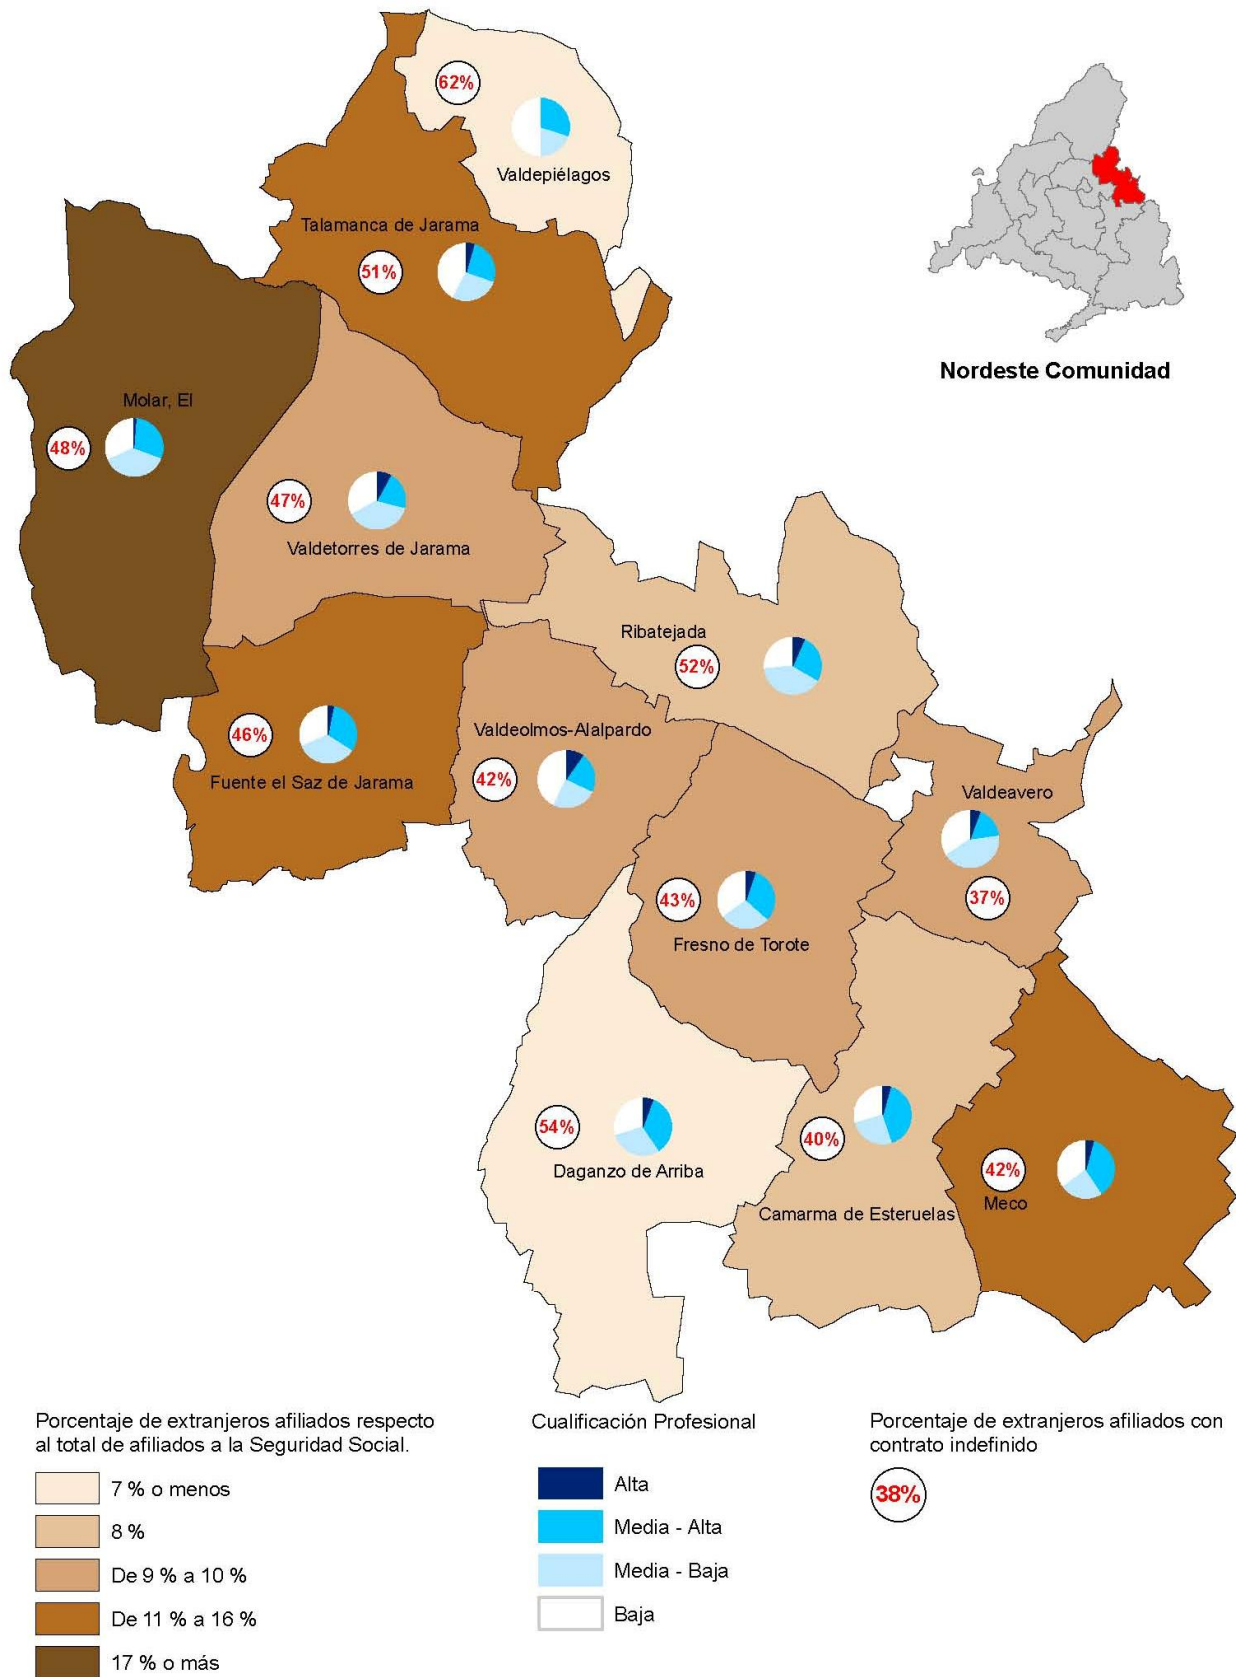 62%
Valdepiélagos
Talamanca de Jarama
51%
Nordeste Comunidad
Molar, El
48%
47%
Valdetorres de Jarama
Ribatejada
52%
46%
Fuente el Saz de Jarama
Valdeolmos-Alalpardo
42%
Valdeavero
37%
43%
Fresno de Torote
54%
Daganzo de Arriba
40%
Camarma de Esteruelas
42%
Meco
Porcentaje de extranjeros afiliados respecto
al total de afiliados a la Seguridad Social.
7 % o menos
8 %
De 9 % a 10 %
De 11 % a 16 %
17 % o más
Cualificación Profesional
Alta
Media - Alta
Media - Baja
Baja
Porcentaje de extranjeros afiliados con
contrato indefinido
38%